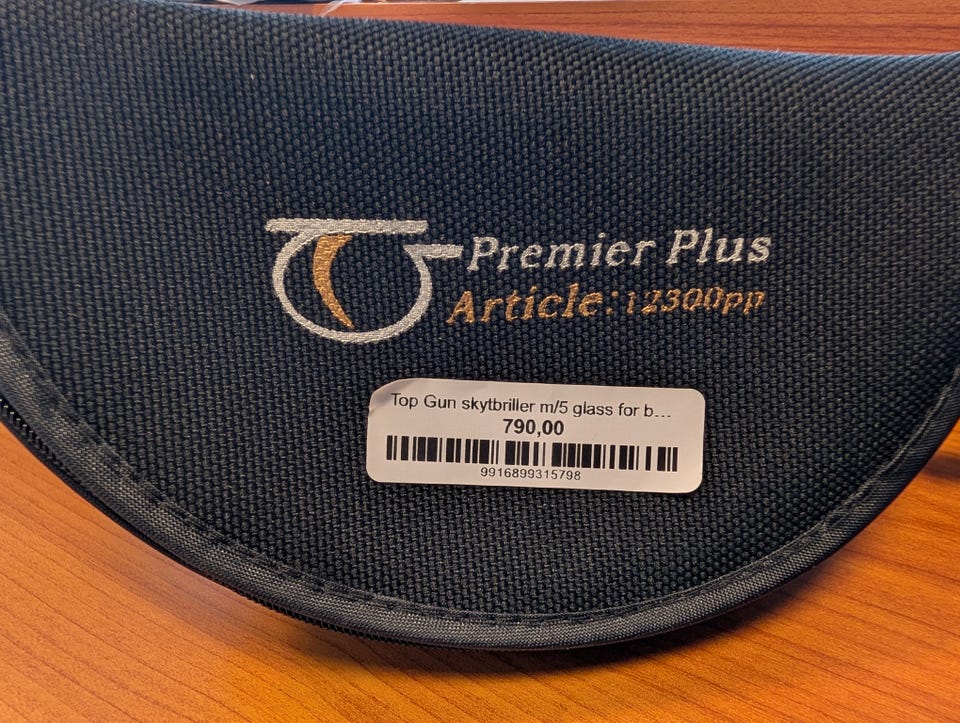 Premier Plus
Article: 12300pp
Top Gun skytbriller m/5 glass for b...
790,00
9916899315798